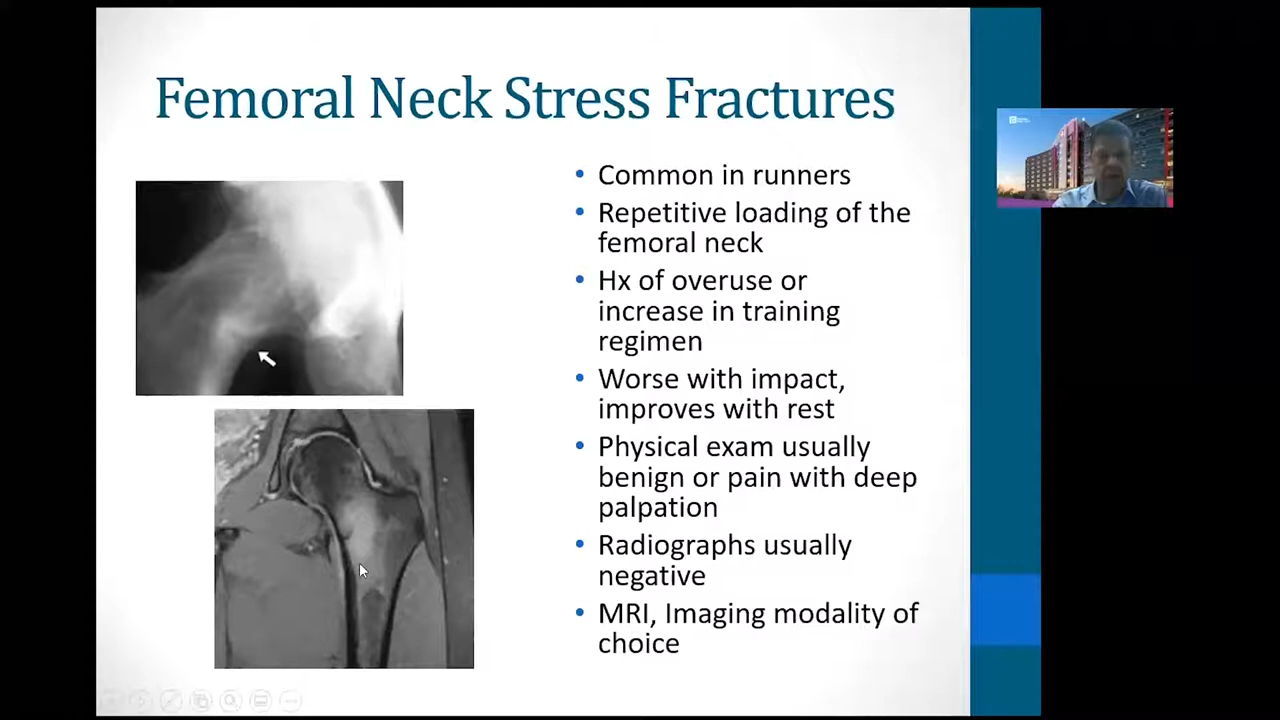 Femoral Neck Stress Fractures
Common in runners
Repetitive loading of the
femoral neck
Hx of overuse or
increase in training
regimen
Worse with impact,
improves with rest
Physical exam usually
benign or pain with deep
palpation
Radiographs usually
negative
MRI, Imaging modality of
choice